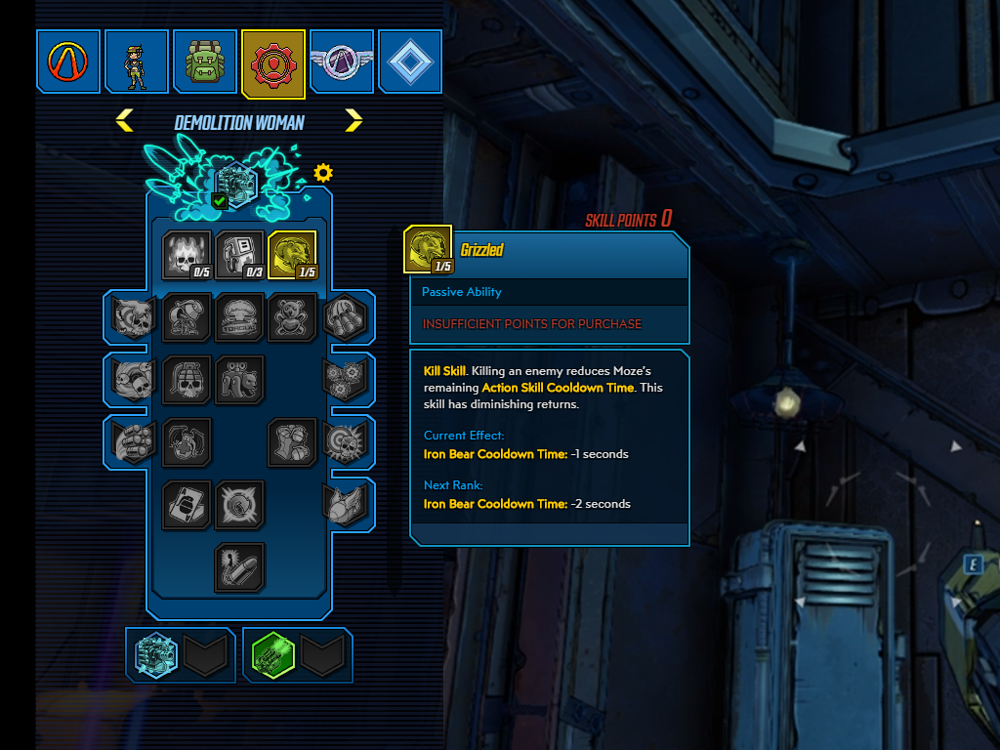 DEMOLITION WOMAN
0/5
0/3
1/5
SKILL POINTS 0
1/5
Grizzled
Passive Ability
INSUFFICIENT POINTS FOR PURCHASE
Kill Skill. Killing an enemy reduces Moze's
remaining Action Skill Cooldown Time. This
skill has diminishing returns.
Current Effect:
Iron Bear Cooldown Time: -1 seconds
Next Rank:
Iron Bear Cooldown Time: -2 seconds
E